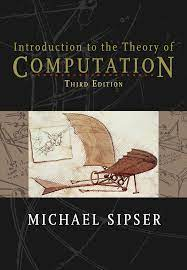 Introduction to the Theory of
COMPUTATION
THIRD EDITION
MICHAEL SIPSER